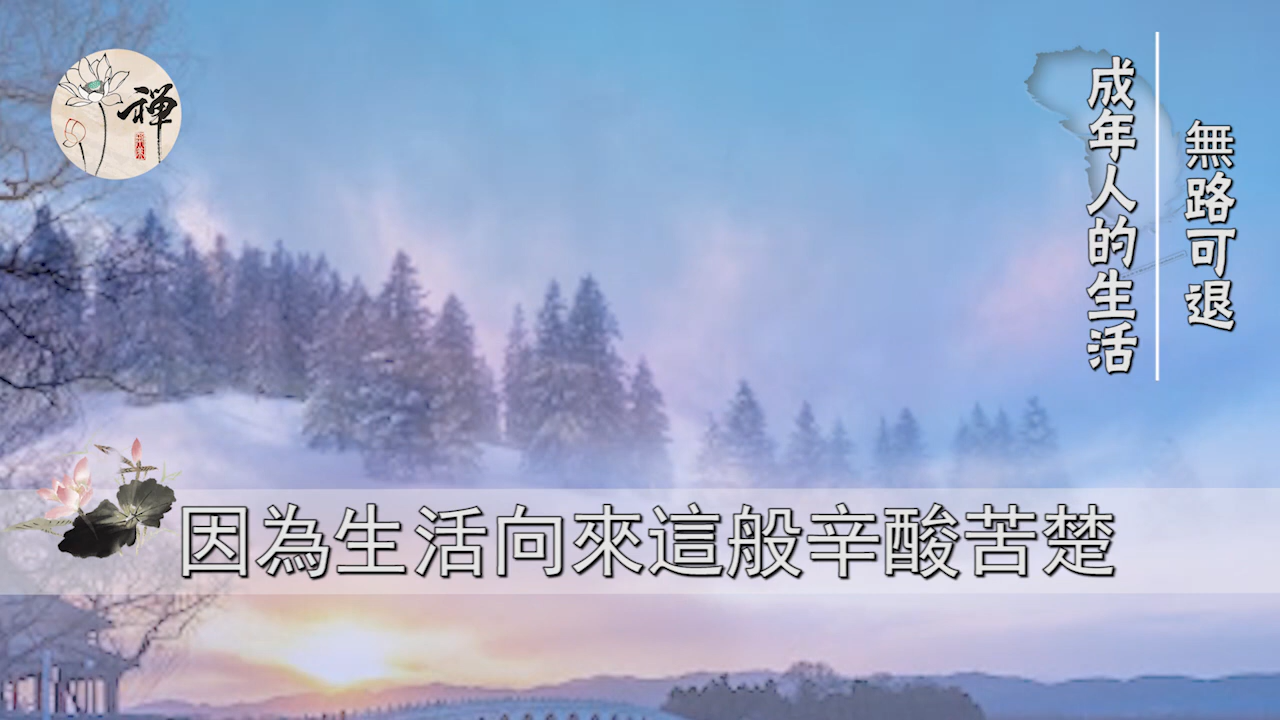 禅
成年人的生活
無路可退
因為生活向來這般辛酸苦楚